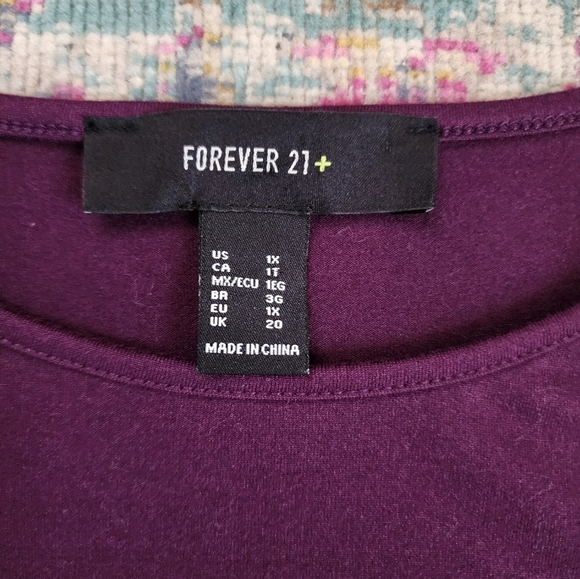 FOREVER 21+
US 1X
CA 1T
MX/ECU 1EG
BR 3G
EU 1X
UK 20
MADE IN CHINA